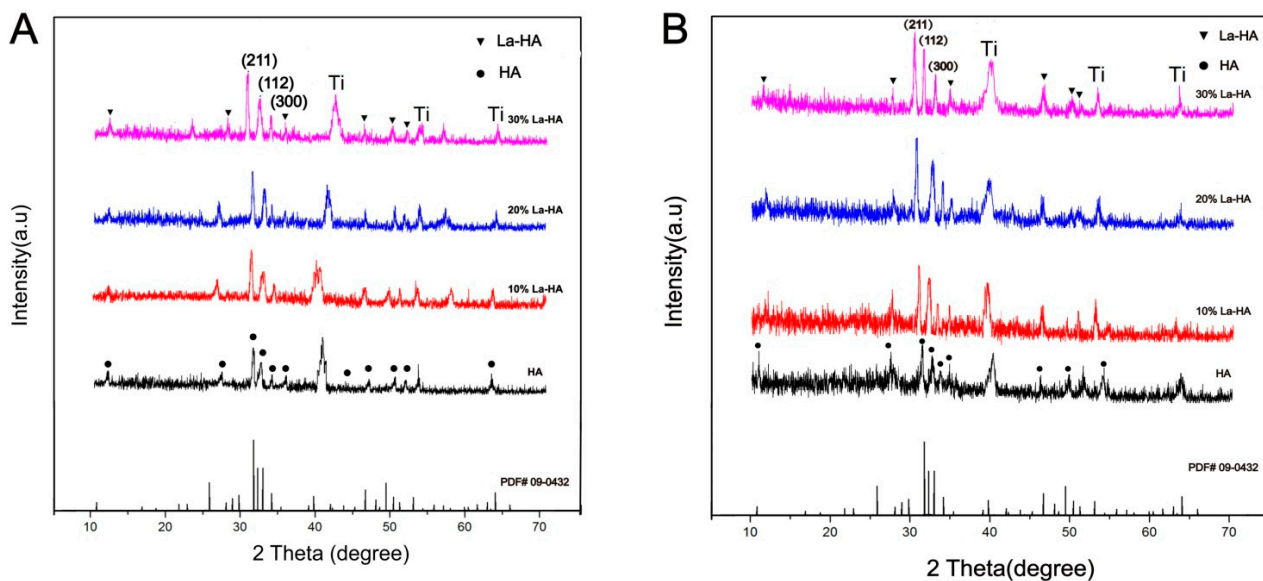 A
▼ La-HA
● HA
(211)
(112)
(300)
Ti
Ti
Ti
30% La-HA
20% La-HA
10% La-HA
HA
PDF# 09-0432
Intensity(a.u)
10 20 30 40 50 60 70
2 Theta (degree)
B
▼ La-HA
● HA
(211)
(112)
(300)
Ti
Ti
Ti
30% La-HA
20% La-HA
10% La-HA
HA
PDF# 09-0432
Intensity(a.u)
10 20 30 40 50 60 70
2 Theta(degree)